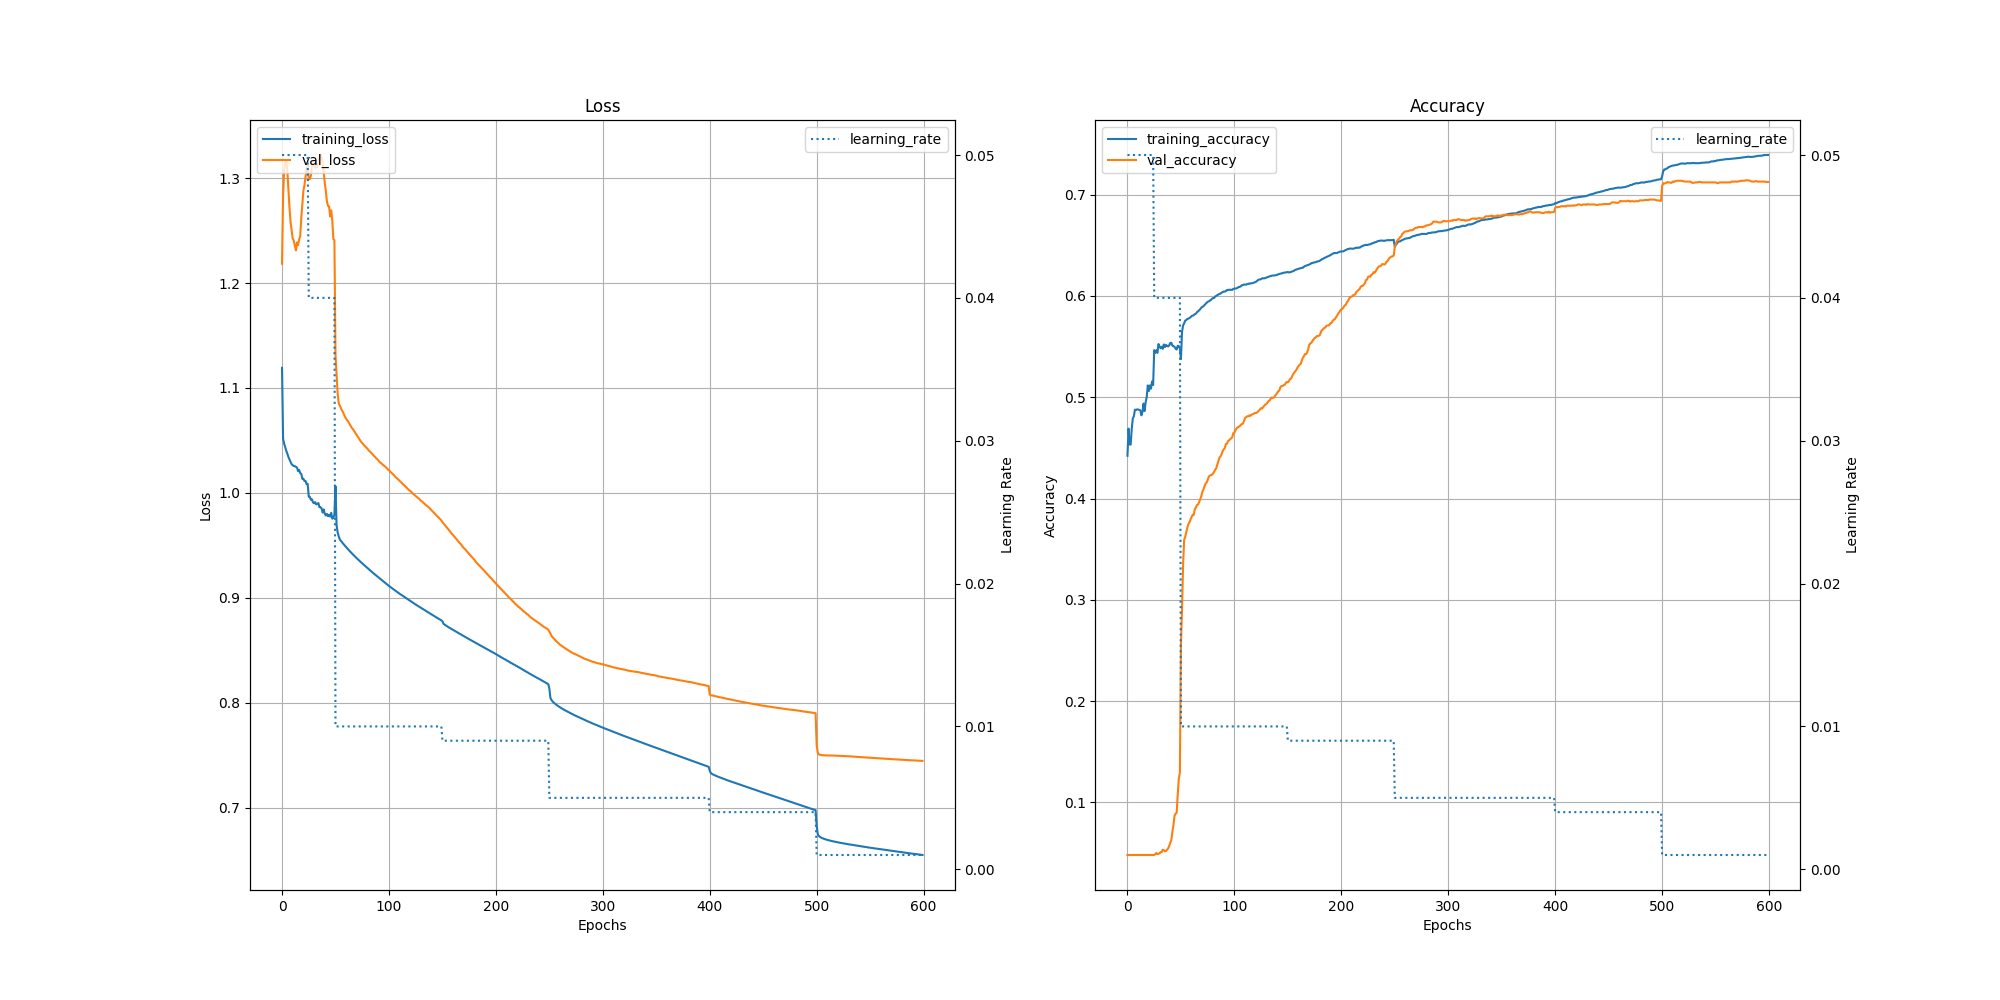 Loss
training_loss
val_loss
learning_rate
1.3
1.2
1.1
1.0
0.9
0.8
0.7
Loss
0.05
0.04
0.03
0.02
0.01
0.00
Learning Rate
0 100 200 300 400 500 600
Epochs
Accuracy
training_accuracy
val_accuracy
learning_rate
0.7
0.6
0.5
0.4
0.3
0.2
0.1
Accuracy
0.05
0.04
0.03
0.02
0.01
0.00
Learning Rate
0 100 200 300 400 500 600
Epochs